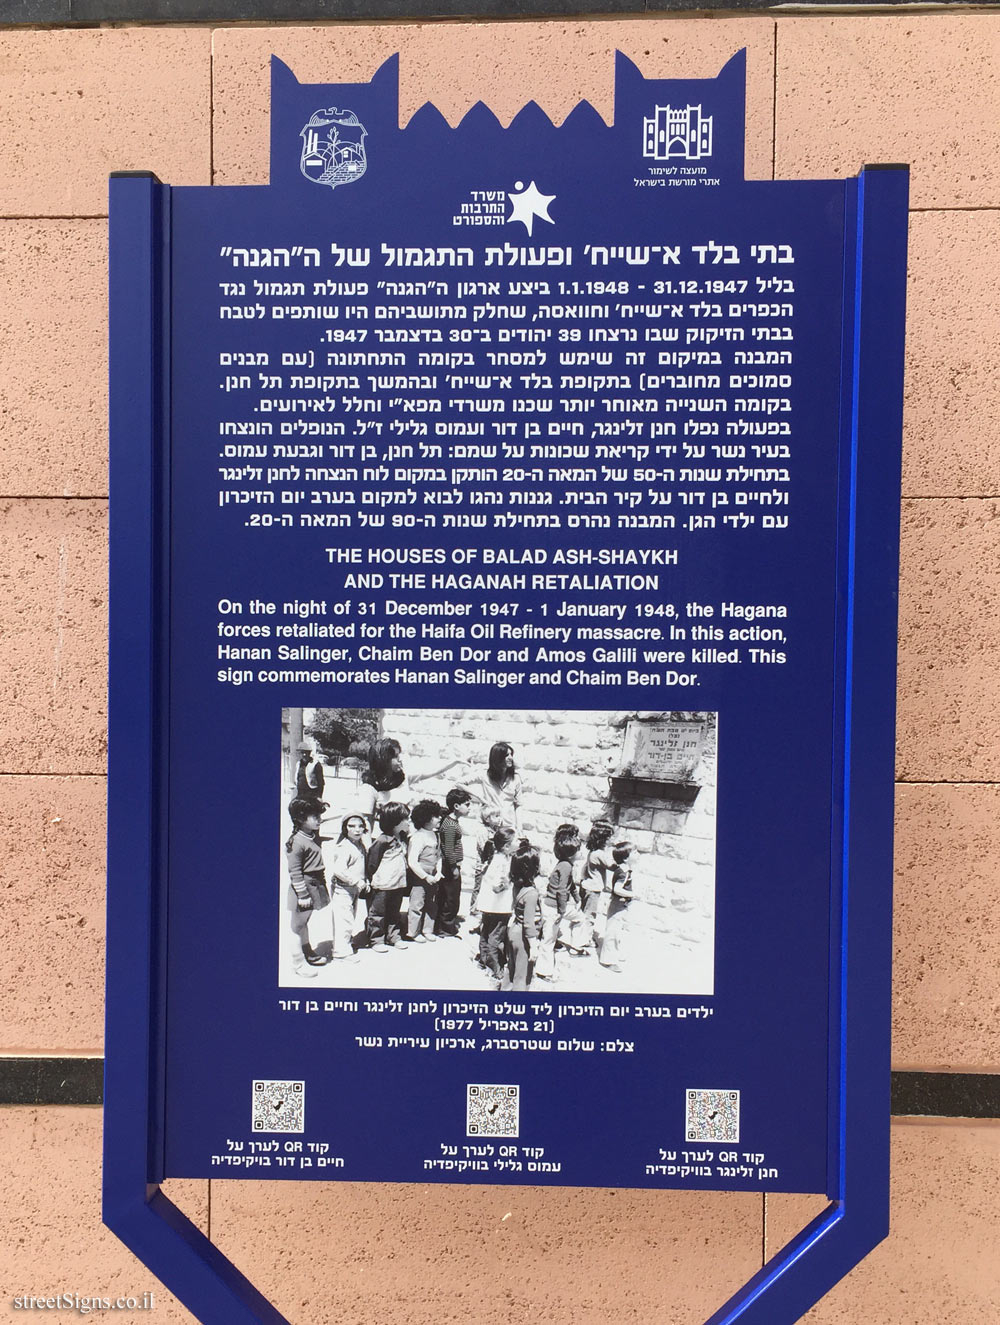 מועצה לשימור
אתרי מורשת בישראל
משרד
התרבות
והספורט
בתי בלד א־שייח' ופעולת התגמול של ה"הגנה"
בליל 31.12.1947 - 1.1.1948 ביצע ארגון ה"הגנה" פעולת תגמול נגד
הכפרים בלד א־שייח' וחוואסה, שחלק מתושביהם היו שותפים לטבח
בבתי הזיקוק שבו נרצחו 39 יהודים ב־30 בדצמבר 1947.
המבנה במיקום זה שימש למסחר בקומה התחתונה (עם מבנים
סמוכים מחוברים) בתקופת בלד א־שייח' ובהמשך בתקופת תל חנן.
בקומה השנייה מאוחר יותר שכנו משרדי מפא"י וחלל לאירועים.
בפעולה נפלו חנן זלינגר, חיים בן דור ועמוס גלילי ז"ל. הנופלים הונצחו
בעיר נשר על ידי קריאת שכונות על שמם: תל חנן, בן דור וגבעת עמוס.
בתחילת שנות ה-50 של המאה ה-20 הותקן במקום לוח הנצחה לחנן זלינגר
ולחיים בן דור על קיר הבית. גננות נהגו לבוא למקום בערב יום הזיכרון
עם ילדי הגן. המבנה נהרס בתחילת שנות ה-90 של המאה ה-20.
THE HOUSES OF BALAD ASH-SHAYKH
AND THE HAGANAH RETALIATION
On the night of 31 December 1947 - 1 January 1948, the Hagana
forces retaliated for the Haifa Oil Refinery massacre. In this action,
Hanan Salinger, Chaim Ben Dor and Amos Galili were killed. This
sign commemorates Hanan Salinger and Chaim Ben Dor.
חנן זלינגר
חיים בן-דור
ילדים בערב יום הזיכרון ליד שלט הזיכרון לחנן זלינגר וחיים בן דור
(21 באפריל 1977)
צלם: שלום שטרסברג, ארכיון עיריית נשר
קוד QR לערך על
חנן זלינגר בוויקיפדיה
קוד QR לערך על
עמוס גלילי בוויקיפדיה
קוד QR לערך על
חיים בן דור בויקיפדיה
streetSigns.co.il